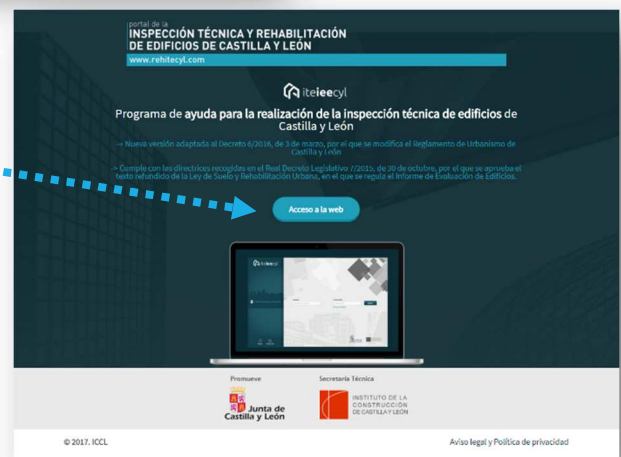 portal de la
INSPECCIÓN TÉCNICA Y REHABILITACIÓN
DE EDIFICIOS DE CASTILLA Y LEÓN
www.rehitecyl.com
iteieecyl
Programa de ayuda para la realización de la inspección técnica de edificios de
Castilla y León
-> Nueva versión adaptada al Decreto 6/2016, de 3 de marzo, por el que se modifica el Reglamento de Urbanismo de
Castilla y León
-> Cumple con las directrices recogidas en el Real Decreto Legislativo 7/2015, de 30 de octubre, por el que se aprueba el
texto refundido de la Ley de Suelo y Rehabilitación Urbana, en el que se regula el Informe de Evaluación de Edificios.
Acceso a la web
iteieecyl
Promueve
Secretaría Técnica
Junta de
Castilla y León
INSTITUTO DE LA
CONSTRUCCIÓN
DE CASTILLA Y LEÓN
© 2017. ICCL
Aviso legal y Política de privacidad